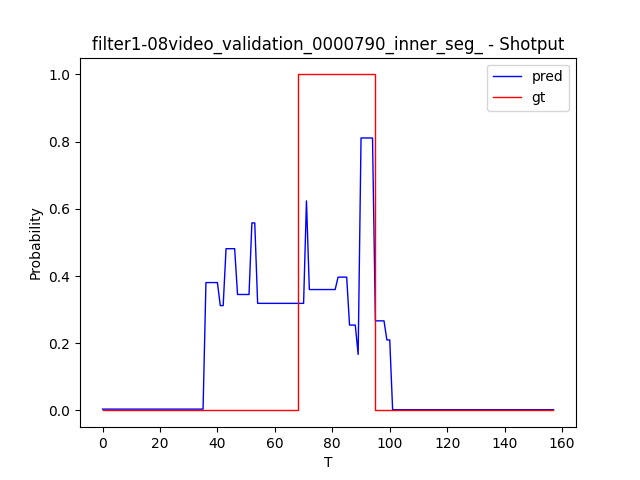 filter1-08video_validation_0000790_inner_seg_ - Shotput
pred
gt
1.0
0.8
0.6
0.4
0.2
0.0
Probability
0 20 40 60 80 100 120 140 160
T